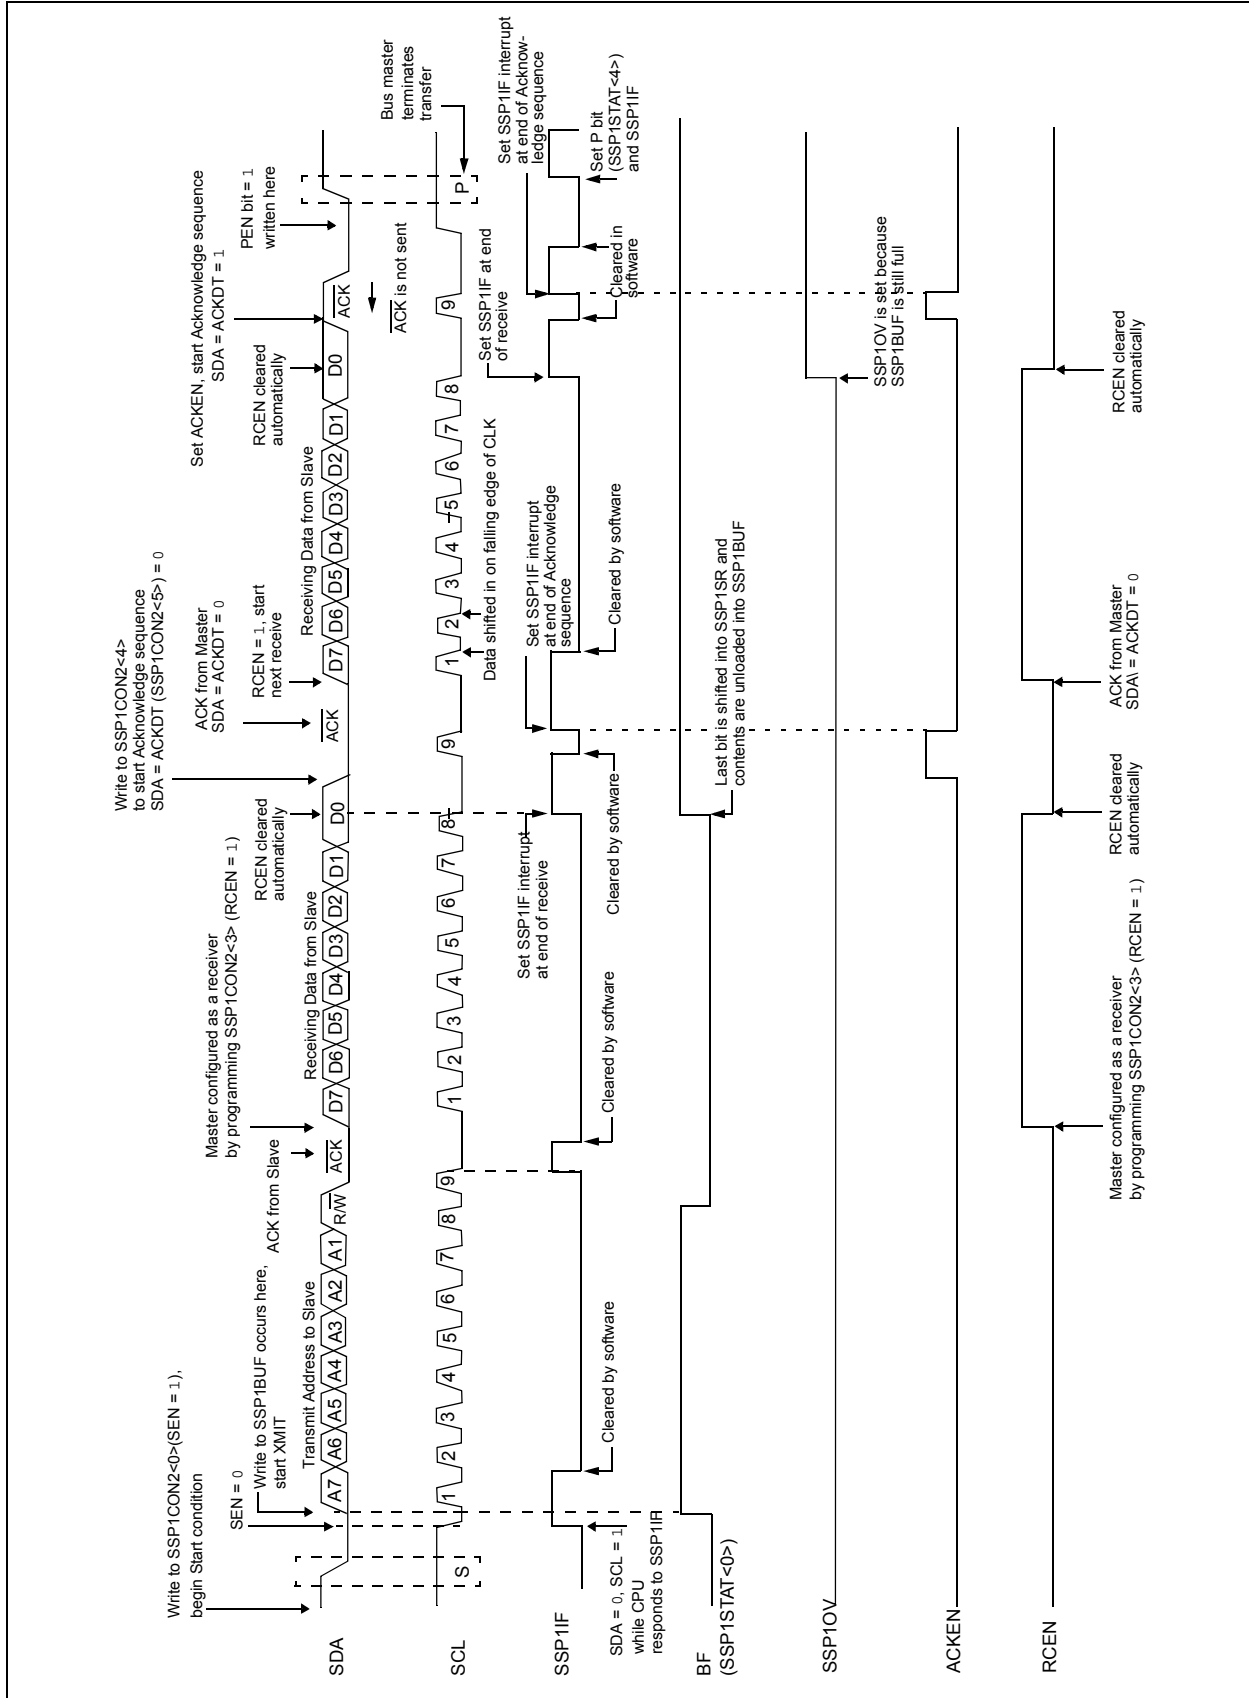 Write to SSP1CON2<0>(SEN = 1),
begin Start condition
SEN = 0
Write to SSP1BUF occurs here,
start XMIT
ACK from Slave
Master configured as a receiver
by programming SSP1CON2<3> (RCEN = 1)
RCEN cleared
automatically
Write to SSP1CON2<4>
to start Acknowledge sequence
SDA = ACKDT (SSP1CON2<5>) = 0
ACK from Master
SDA = ACKDT = 0
RCEN = 1, start
next receive
RCEN cleared
automatically
Set ACKEN, start Acknowledge sequence
SDA = ACKDT = 1
PEN bit = 1
written here
Transmit Address to Slave
Receiving Data from Slave
Receiving Data from Slave
SDA
A7 A6 A5 A4 A3 A2 A1 R/W ACK D7 D6 D5 D4 D3 D2 D1 D0 ACK D7 D6 D5 D4 D3 D2 D1 D0 ACK
ACK is not sent
Bus master
terminates
transfer
SCL
S 1 2 3 4 5 6 7 8 9 1 2 3 4 5 6 7 8 9 1 2 3 4 5 6 7 8 9 P
Data shifted in on falling edge of CLK
Set SSP1IF interrupt
at end of receive
Set SSP1IF interrupt
at end of Acknowledge
sequence
Set SSP1IF at end
of receive
Set SSP1IF interrupt
at end of Acknow-
ledge sequence
SSP1IF
SDA = 0, SCL = 1
while CPU
responds to SSP1IF
Cleared by software
Cleared by software
Cleared by software
Cleared by software
Cleared in
software
Set P bit
(SSP1STAT<4>)
and SSP1IF
BF
(SSP1STAT<0>)
Last bit is shifted into SSP1SR and
contents are unloaded into SSP1BUF
SSP1OV
SSP1OV is set because
SSP1BUF is still full
ACKEN
RCEN
Master configured as a receiver
by programming SSP1CON2<3> (RCEN = 1)
RCEN cleared
automatically
ACK from Master
SDA\ = ACKDT = 0
RCEN cleared
automatically